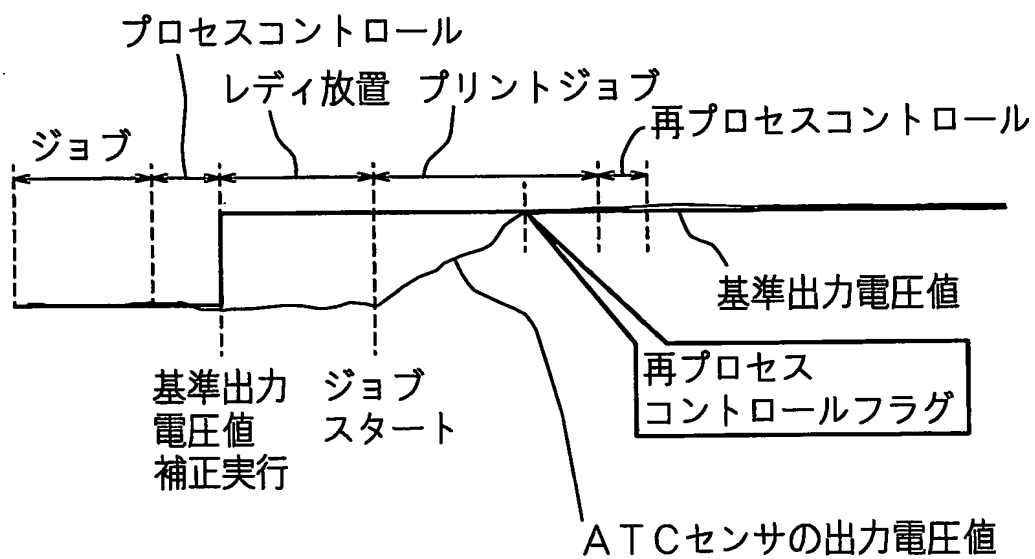 プロセスコントロール
レディ放置
プリントジョブ
再プロセスコントロール
ジョブ
基準出力電圧値
基準出力
電圧値
補正実行
ジョブ
スタート
再プロセス
コントロールフラグ
ATCセンサの出力電圧値